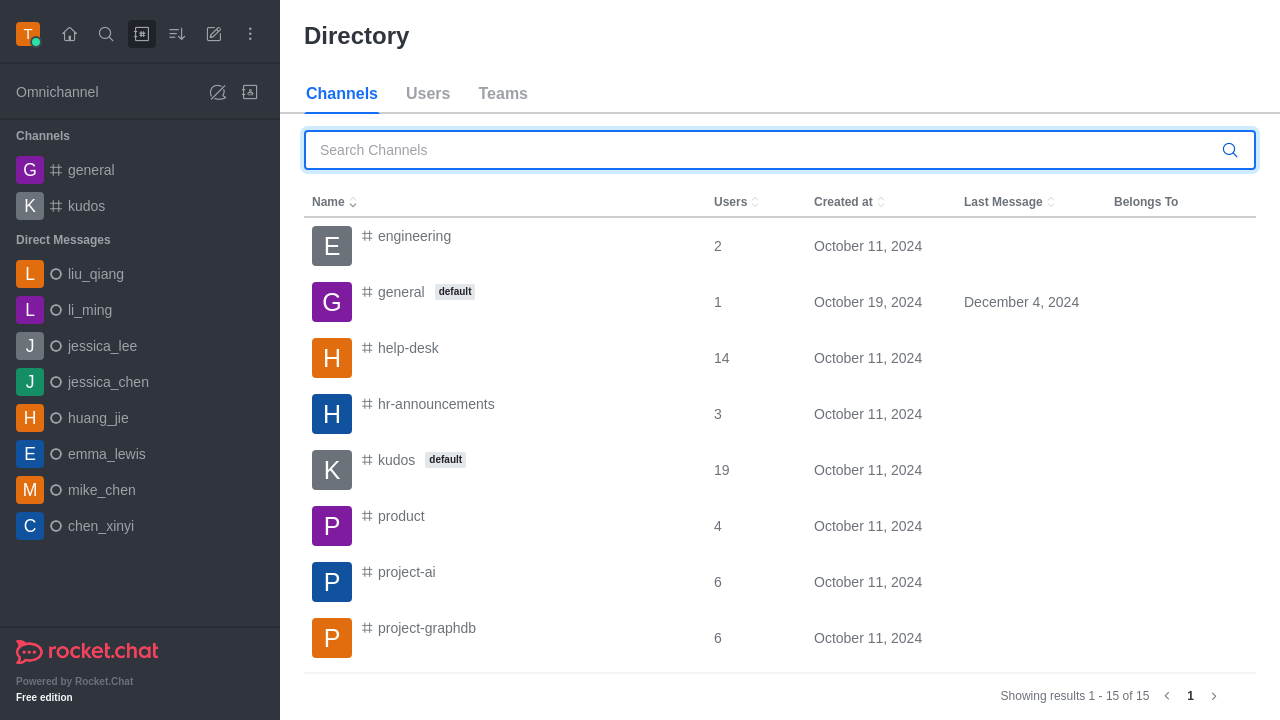 T
Omnichannel
Channels
G general
K kudos
Direct Messages
L liu_qiang
L li_ming
J jessica_lee
J jessica_chen
H huang_jie
E emma_lewis
M mike_chen
C chen_xinyi
rocket.chat
Powered by Rocket.Chat
Free edition
Directory
Channels Users Teams
Search Channels
Name Users Created at Last Message Belongs To
E engineering 2 October 11, 2024
G general default 1 October 19, 2024 December 4, 2024
H help-desk 14 October 11, 2024
H hr-announcements 3 October 11, 2024
K kudos default 19 October 11, 2024
P product 4 October 11, 2024
P project-ai 6 October 11, 2024
P project-graphdb 6 October 11, 2024
Showing results 1 - 15 of 15 1